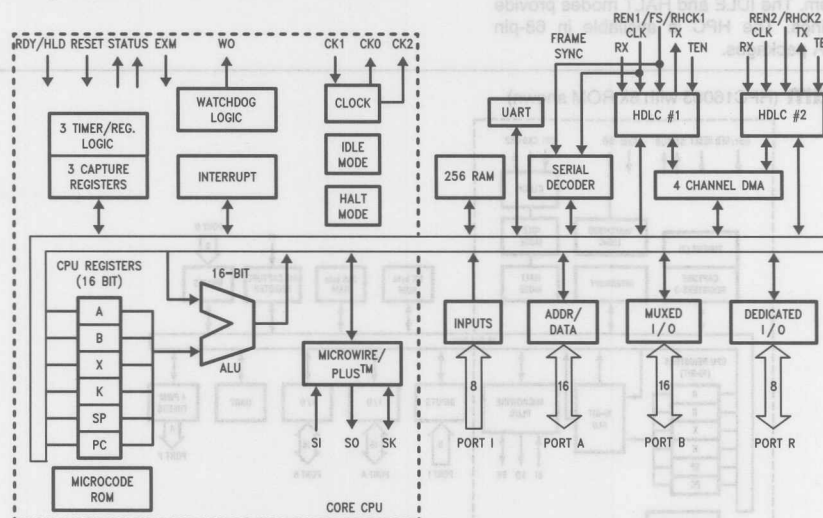 REN1/FS/RHCK1
REN2/RHCK2
CLK
TX
CLK
TX
RX
TEN
RX
RDY/HLD RESET STATUS EXM WO CK1 CK0 CK2
FRAME
SYNC
WATCHDOG
LOGIC
CLOCK
UART
HDLC #1
HDLC #2
3 TIMER/REG.
LOGIC
3 CAPTURE
REGISTERS
INTERRUPT
IDLE
MODE
HALT
MODE
256 RAM
SERIAL
DECODER
4 CHANNEL DMA
CPU REGISTERS
(16 BIT)
A
B
X
K
SP
PC
16-BIT
ALU
MICROWIRE/
PLUS™
SI SO SK
INPUTS
ADDR/
DATA
MUXED
I/O
DEDICATED
I/O
8
16
16
8
PORT I
PORT A
PORT B
PORT R
MICROCODE
ROM
CORE CPU